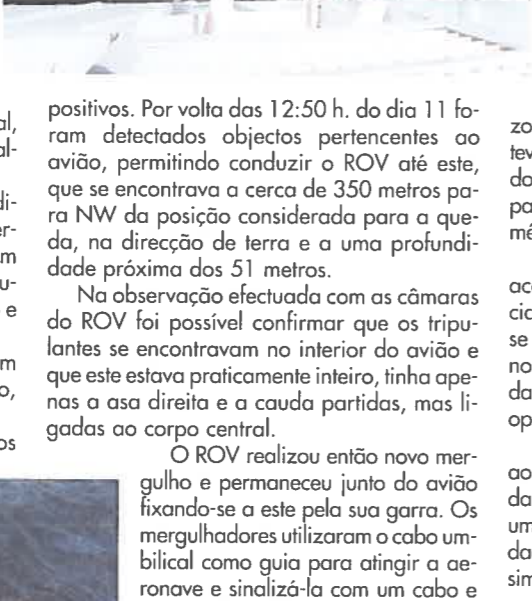 positivos. Por volta das 12:50 h. do dia 11 fo-
ram detectados objectos pertencentes ao
avião, permitindo conduzir o ROV até este,
que se encontrava a cerca de 350 metros pa-
ra NW da posição considerada para a que-
da, na direcção de terra e a uma profundi-
dade próxima dos 51 metros.
Na observação efectuada com as câmaras
do ROV foi possível confirmar que os tripu-
lantes se encontravam no interior do avião e
que este estava praticamente inteiro, tinha ape-
nas a asa direita e a cauda partidas, mas li-
gadas ao corpo central.
O ROV realizou então novo mer-
gulho e permaneceu junto do avião
fixando-se a este pela sua garra. Os
mergulhadores utilizaram o cabo um-
bilical como guia para atingir a ae-
ronave e sinalizá-la com um cabo e